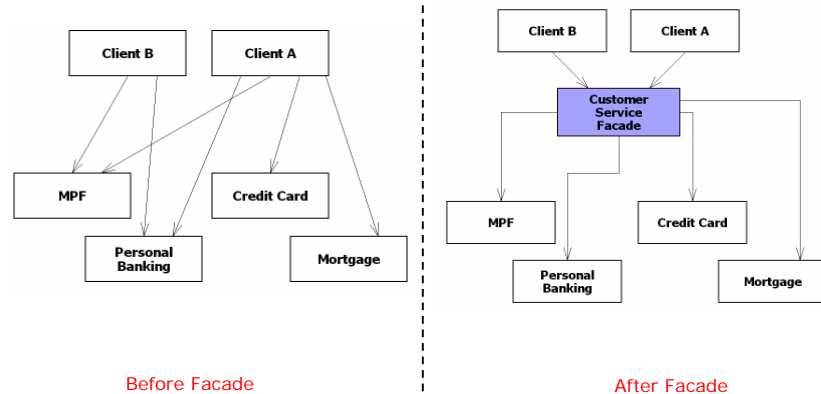 Client B
Client A
MPF
Credit Card
Personal
Banking
Mortgage
Before Facade
Client B
Client A
Customer
Service
Facade
MPF
Credit Card
Personal
Banking
Mortgage
After Facade